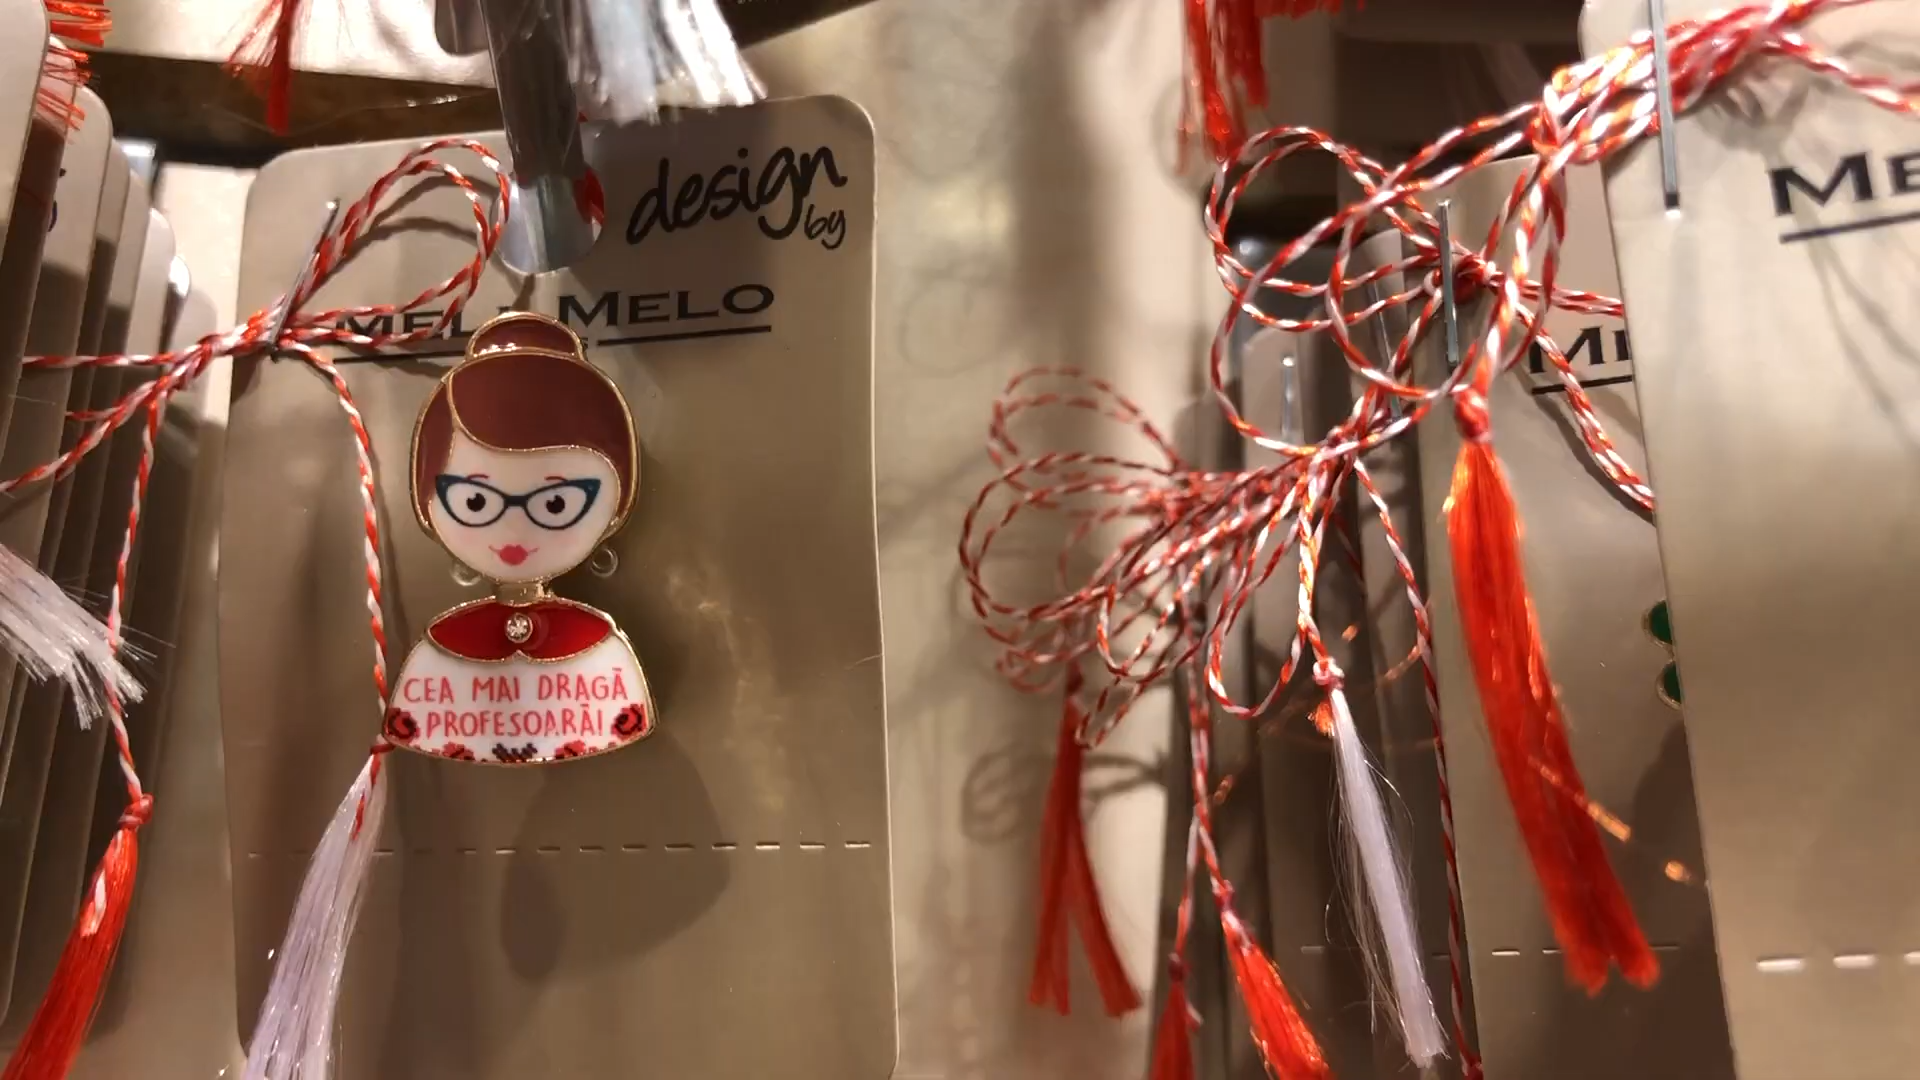 design
by
MELO
CEA MAI DRAGĂ
PROFESOARĂ!